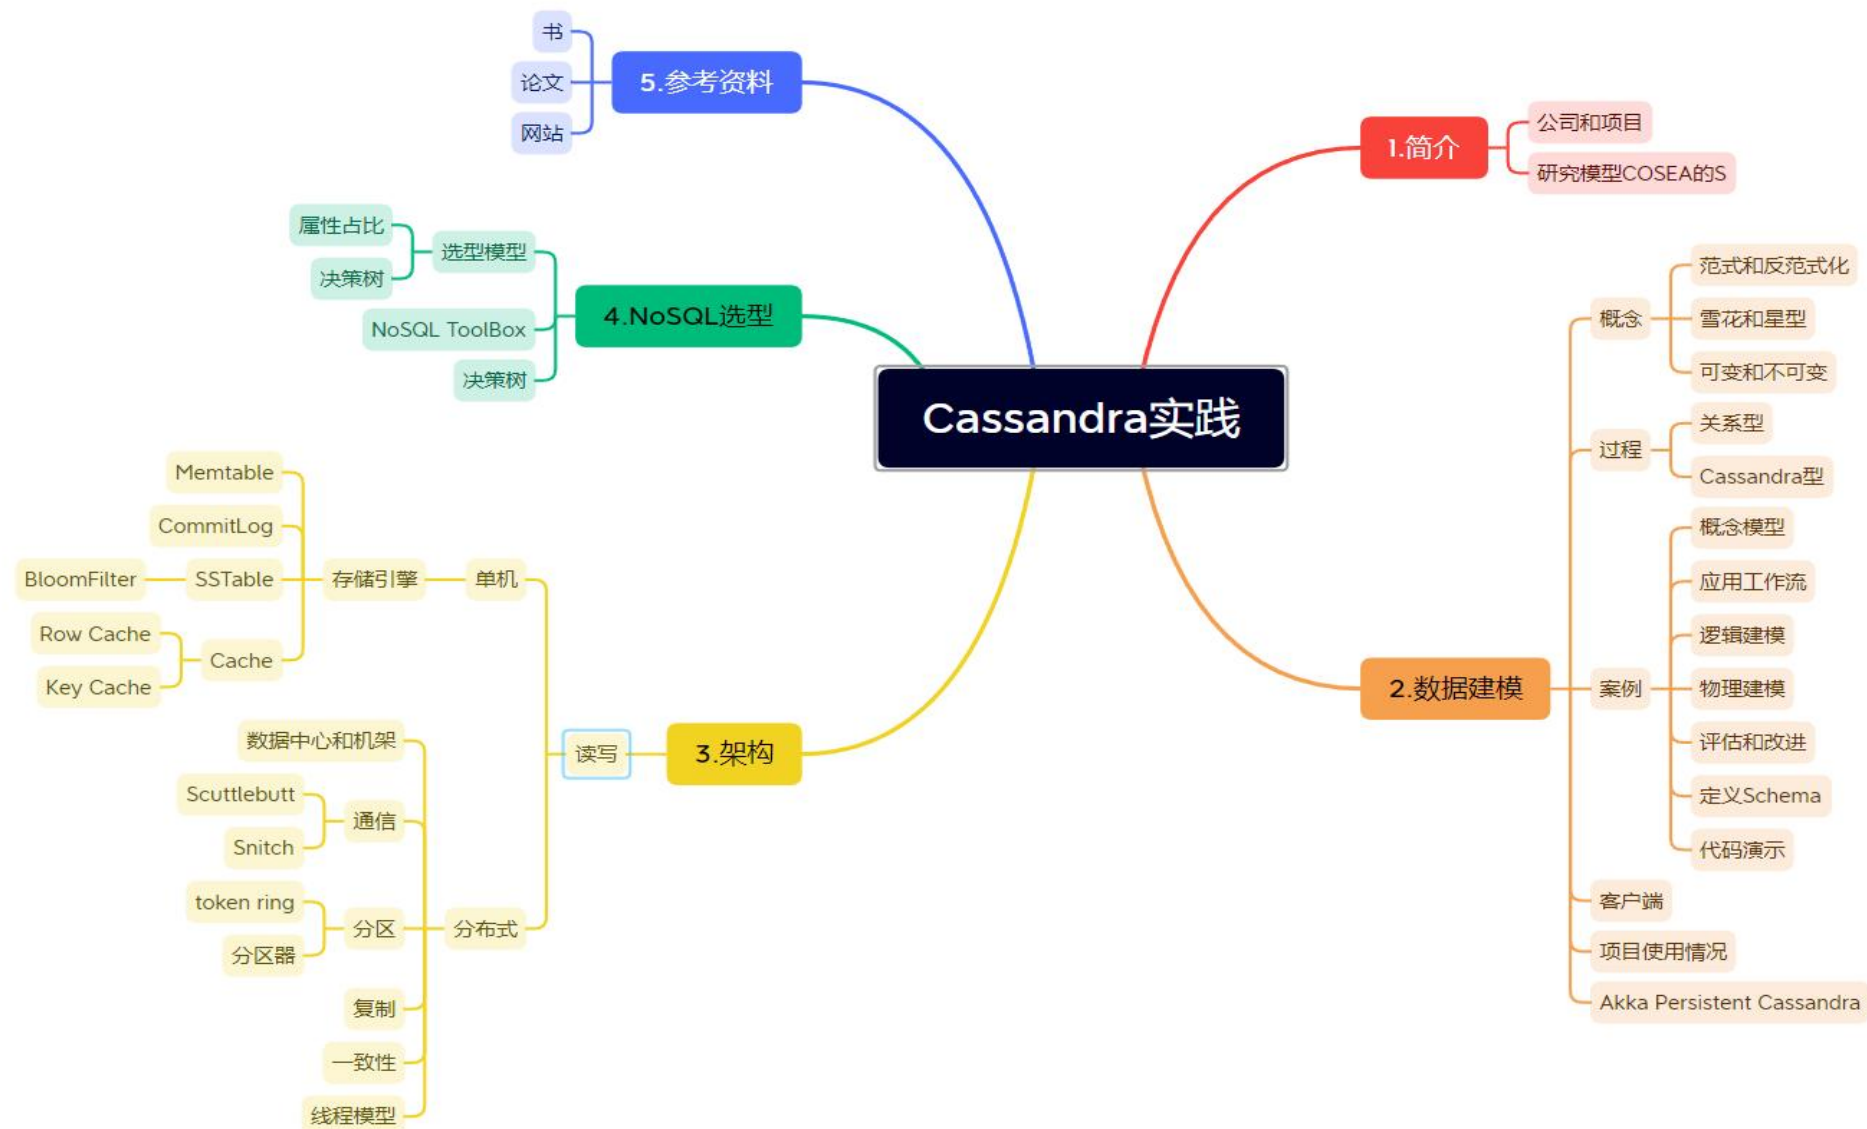 Cassandra实践
1.简介
公司和项目
研究模型COSEA的S
2.数据建模
概念
范式和反范式化
雪花和星型
可变和不可变
过程
关系型
Cassandra型
案例
概念模型
应用工作流
逻辑建模
物理建模
评估和改进
定义Schema
代码演示
客户端
项目使用情况
Akka Persistent Cassandra
3.架构
读写
单机
存储引擎
Memtable
CommitLog
SSTable
BloomFilter
Cache
Row Cache
Key Cache
分布式
数据中心和机架
通信
Scuttlebutt
Snitch
分区
token ring
分区器
复制
一致性
线程模型
4.NoSQL选型
选型模型
属性占比
决策树
NoSQL ToolBox
决策树
5.参考资料
书
论文
网站